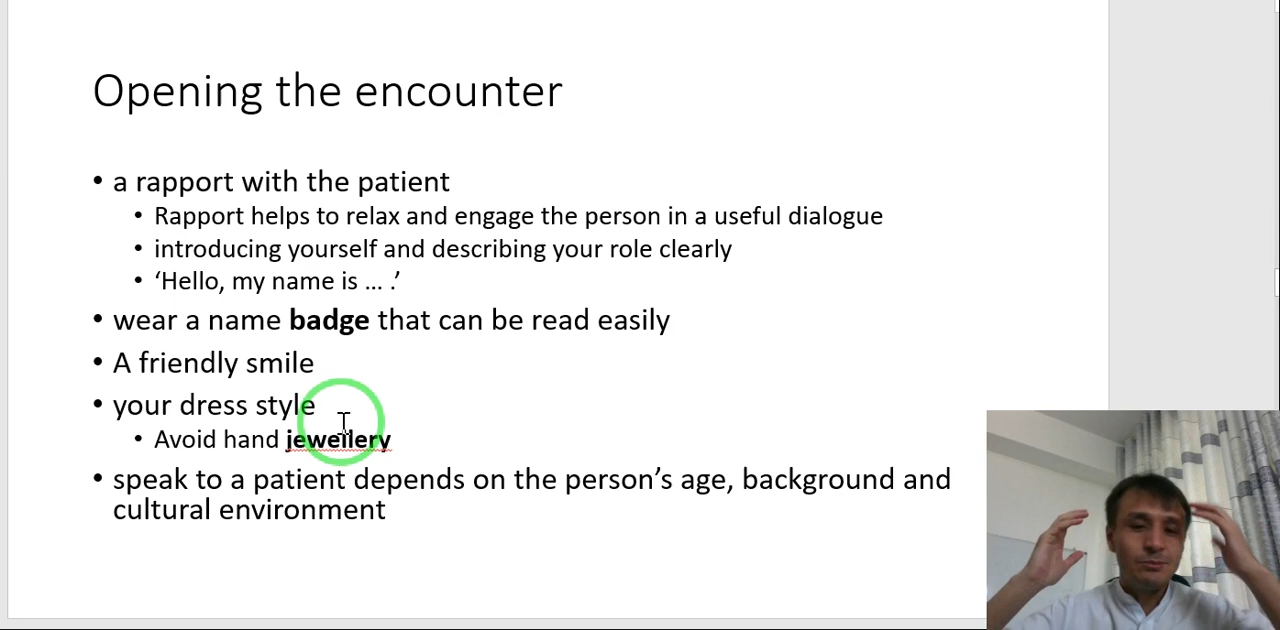 Opening the encounter
• a rapport with the patient
• Rapport helps to relax and engage the person in a useful dialogue
• introducing yourself and describing your role clearly
• ‘Hello, my name is … .’
• wear a name badge that can be read easily
• A friendly smile
• your dress style
• Avoid hand jewellery
• speak to a patient depends on the person’s age, background and
cultural environment